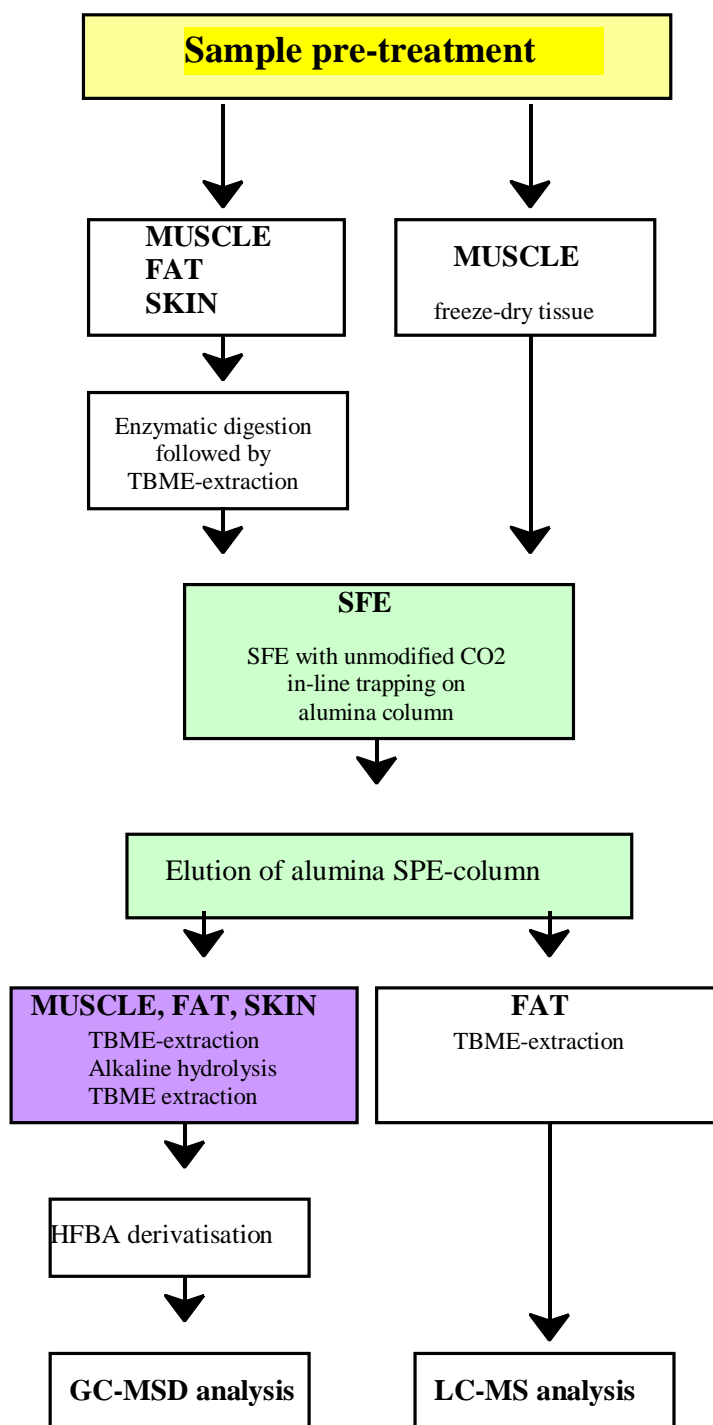 Sample pre-treatment
MUSCLE
FAT
SKIN
MUSCLE
freeze-dry tissue
Enzymatic digestion
followed by
TBME-extraction
SFE
SFE with unmodified CO2
in-line trapping on
alumina column
Elution of alumina SPE-column
MUSCLE, FAT, SKIN
TBME-extraction
Alkaline hydrolysis
TBME extraction
FAT
TBME-extraction
HFBA derivatisation
GC-MSD analysis
LC-MS analysis